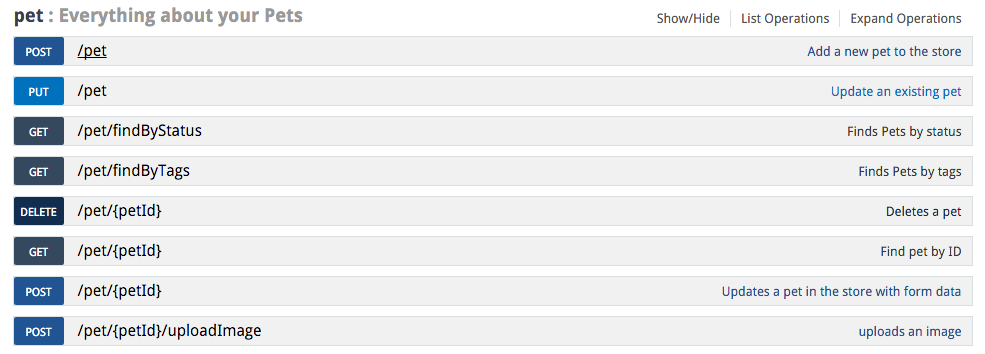 pet : Everything about your Pets Show/Hide List Operations Expand Operations
POST /pet Add a new pet to the store
PUT /pet Update an existing pet
GET /pet/findByStatus Finds Pets by status
GET /pet/findByTags Finds Pets by tags
DELETE /pet/{petId} Deletes a pet
GET /pet/{petId} Find pet by ID
POST /pet/{petId} Updates a pet in the store with form data
POST /pet/{petId}/uploadImage uploads an image